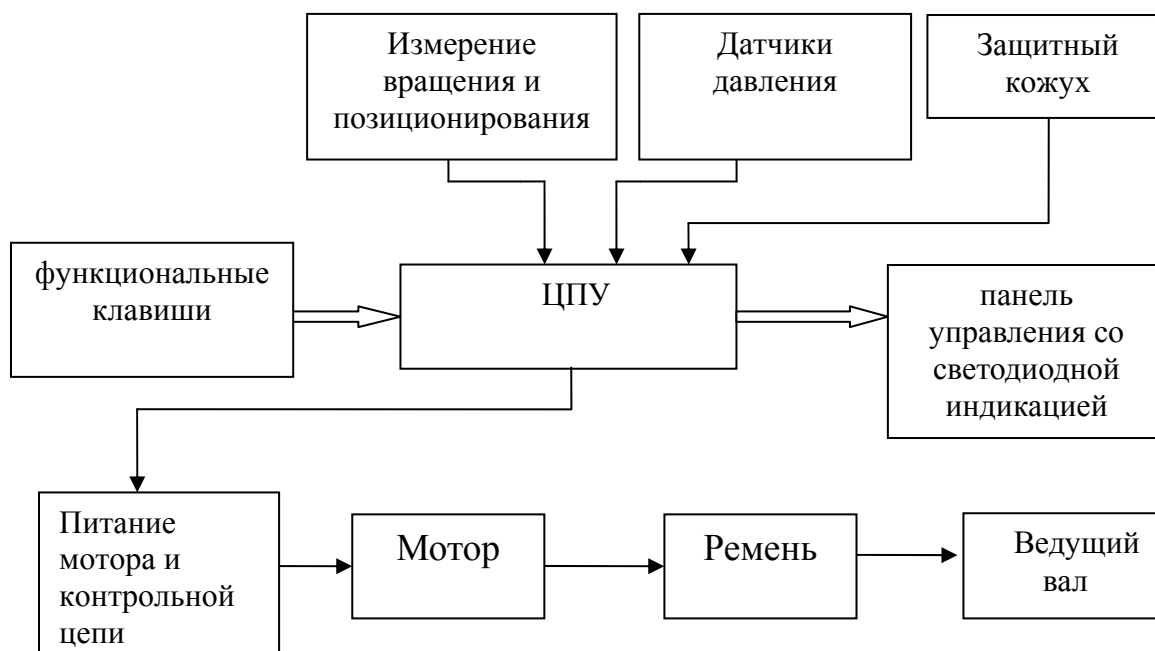 Измерение
вращения и
позиционирования
Датчики
давления
Защитный
кожух
функциональные
клавиши
ЦПУ
панель
управления со
светодиодной
индикацией
Питание
мотора и
контрольной
цепи
Мотор
Ремень
Ведущий
вал